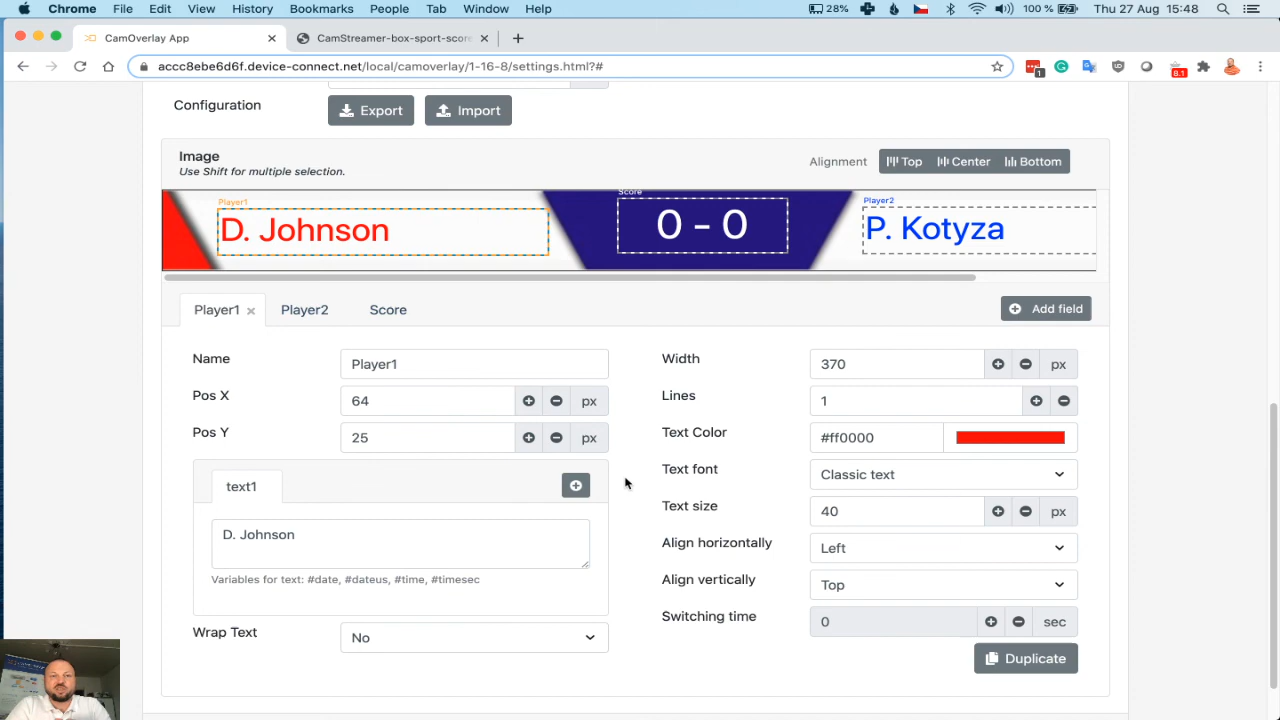 Chrome File Edit View History Bookmarks People Tab Window Help 28% 100 % Thu 27 Aug 15:48
CamOverlay App CamStreamer-box-sport-scor
accc8ebe6d6f.device-connect.net/local/camoverlay/1-16-8/settings.html?# 1 8.1
Configuration Export Import
Image
Use Shift for multiple selection.
Alignment Top Center Bottom
Player1 Score Player2
D. Johnson 0 - 0 P. Kotyza
Player1 Player2 Score Add field
Name Player1 Width 370 px
Pos X 64 px Lines 1
Pos Y 25 px Text Color #ff0000
text1 Text font Classic text
Text size 40 px
D. Johnson Align horizontally Left
Variables for text: #date, #dateus, #time, #timesec Align vertically Top
Switching time 0 sec
Wrap Text No
Duplicate